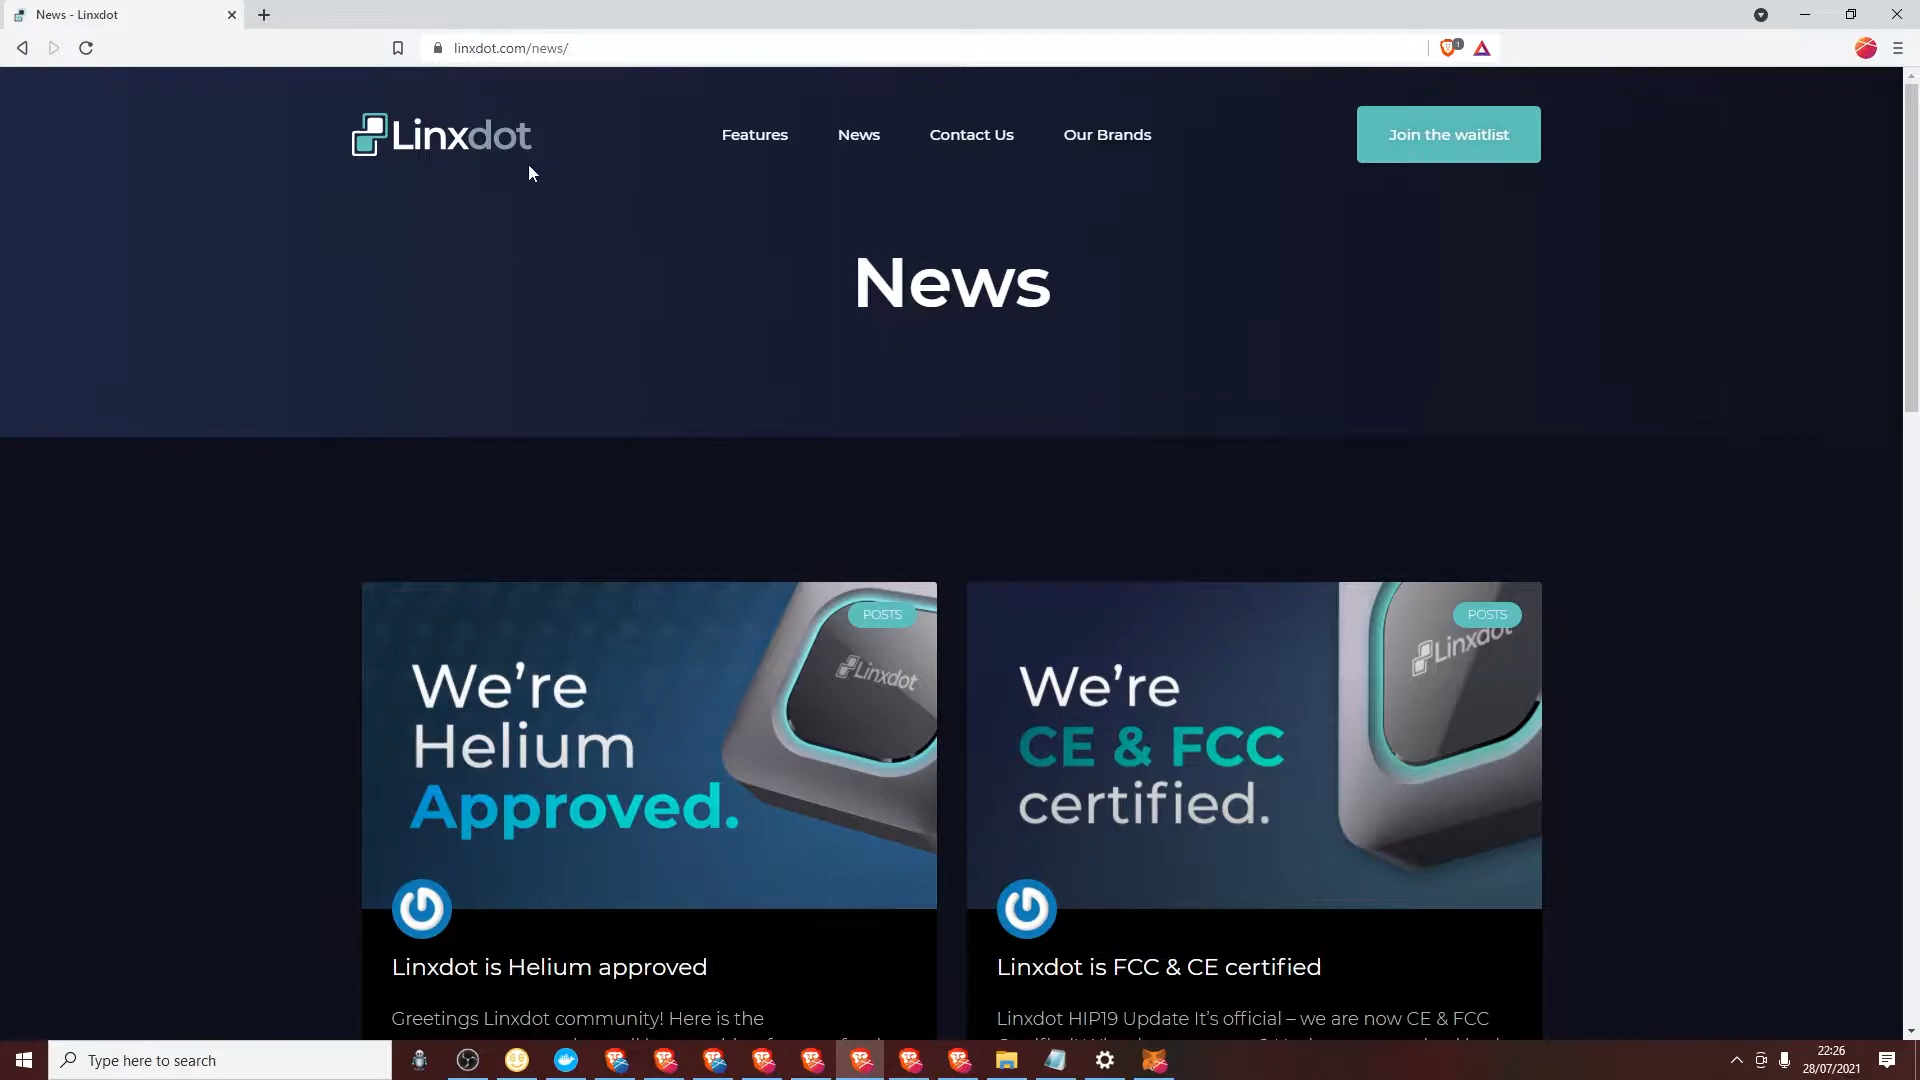 News - Linxdot
linxdot.com/news/
1
Linxdot
Features
News
Contact Us
Our Brands
Join the waitlist
News
POSTS
Linxdot
We're
Helium
Approved.
Linxdot is Helium approved
Greetings Linxdot community! Here is the
POSTS
Linxdot
We're
CE & FCC
certified.
Linxdot is FCC & CE certified
Linxdot HIP19 Update It's official – we are now CE & FCC
Type here to search
22:26
28/07/2021